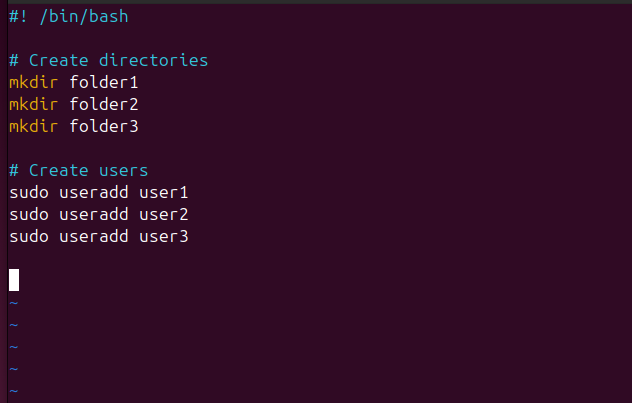 #! /bin/bash

# Create directories
mkdir folder1
mkdir folder2
mkdir folder3

# Create users
sudo useradd user1
sudo useradd user2
sudo useradd user3

~
~
~
~
~